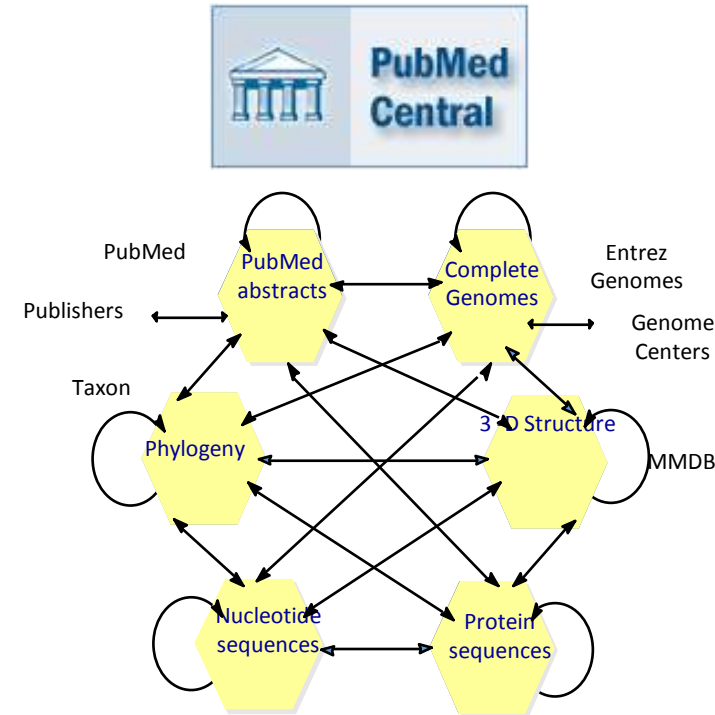 PubMed
Central
PubMed
PubMed
abstracts
Complete
Genomes
Entrez
Genomes
Publishers
Genome
Centers
Taxon
Phylogeny
3 D Structure
MMDB
Nucleotide
sequences
Protein
sequences